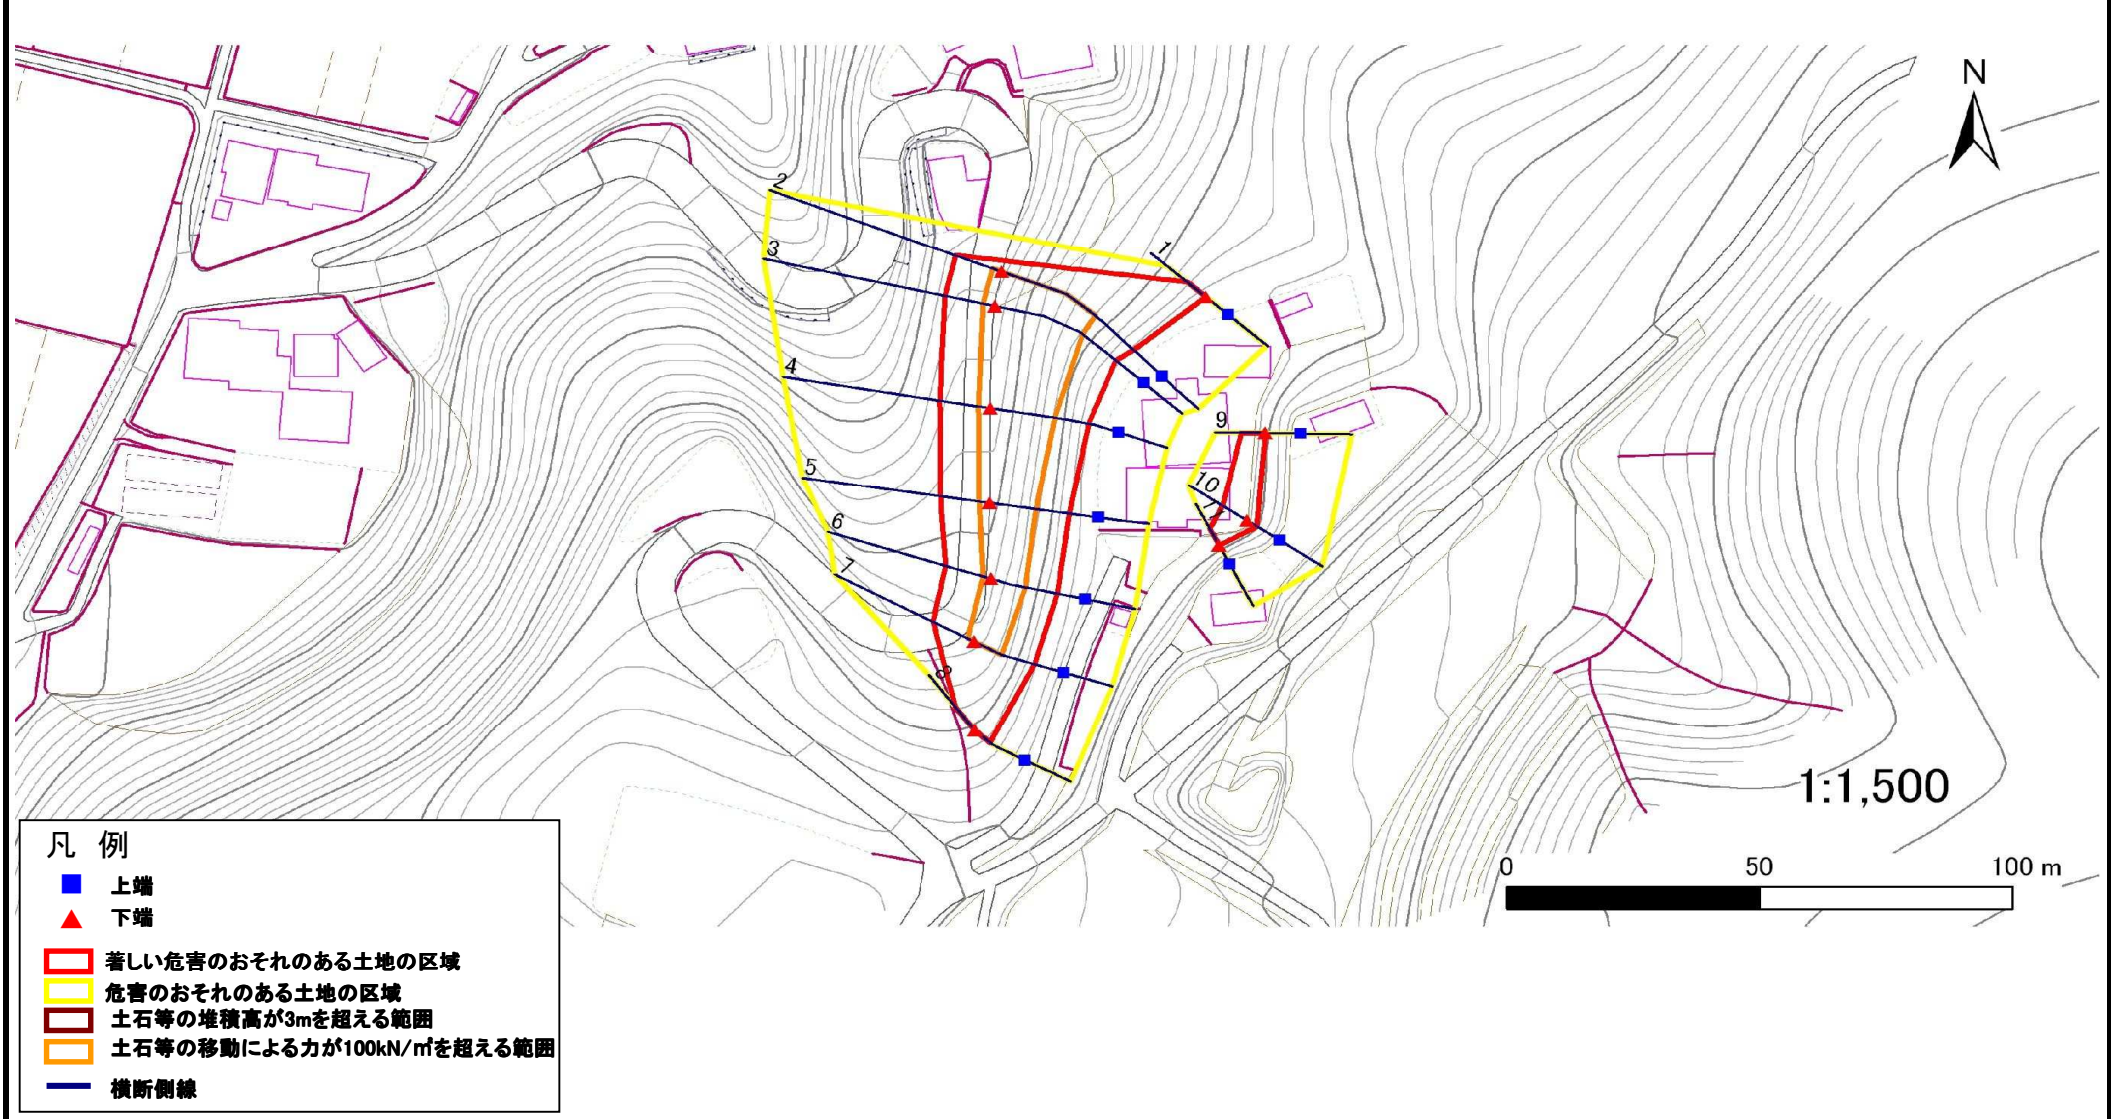 N
2
1
3
4
9
5
10
11
6
7
8
1:1,500
0 50 100 m
凡 例
上端
下端
著しい危害のおそれのある土地の区域
危害のおそれのある土地の区域
土石等の堆積高が3mを超える範囲
土石等の移動による力が100kN/㎡を超える範囲
横断側線